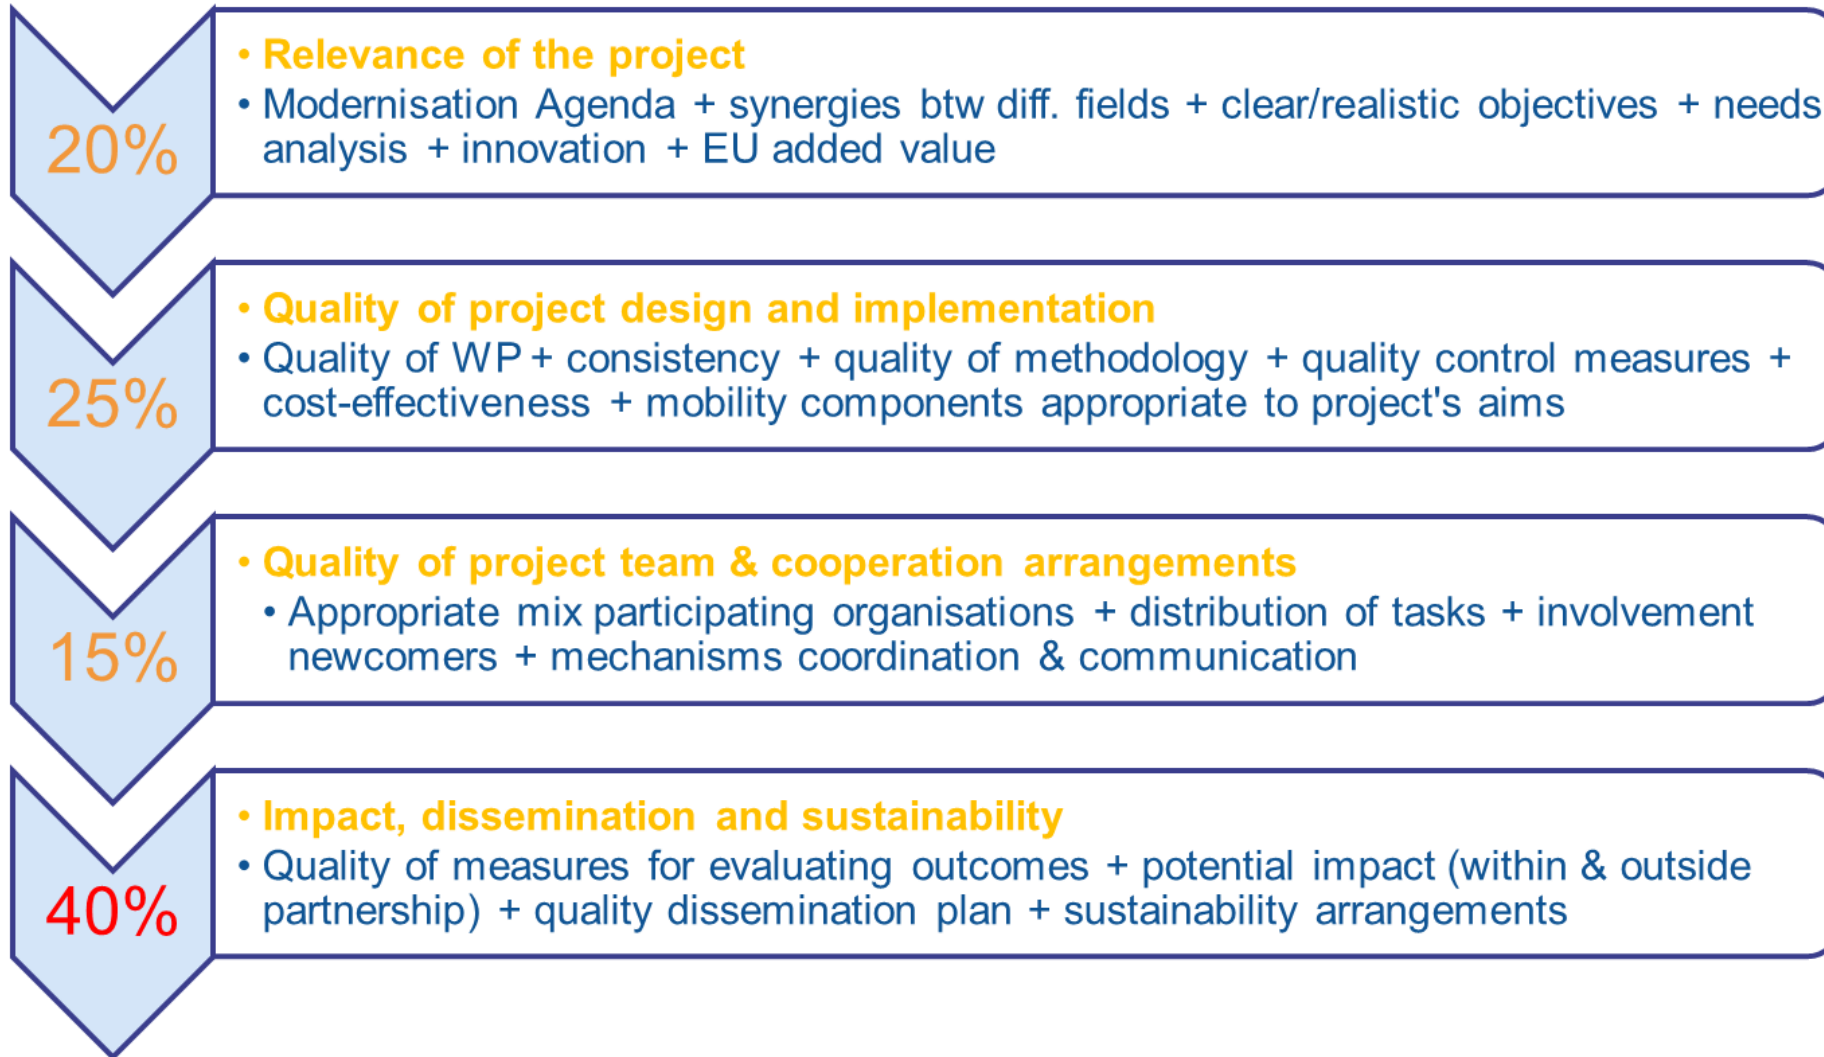 20%
• Relevance of the project
• Modernisation Agenda + synergies btw diff. fields + clear/realistic objectives + needs
analysis + innovation + EU added value
25%
• Quality of project design and implementation
• Quality of WP + consistency + quality of methodology + quality control measures +
cost-effectiveness + mobility components appropriate to project's aims
15%
• Quality of project team & cooperation arrangements
• Appropriate mix participating organisations + distribution of tasks + involvement
newcomers + mechanisms coordination & communication
40%
• Impact, dissemination and sustainability
• Quality of measures for evaluating outcomes + potential impact (within & outside
partnership) + quality dissemination plan + sustainability arrangements